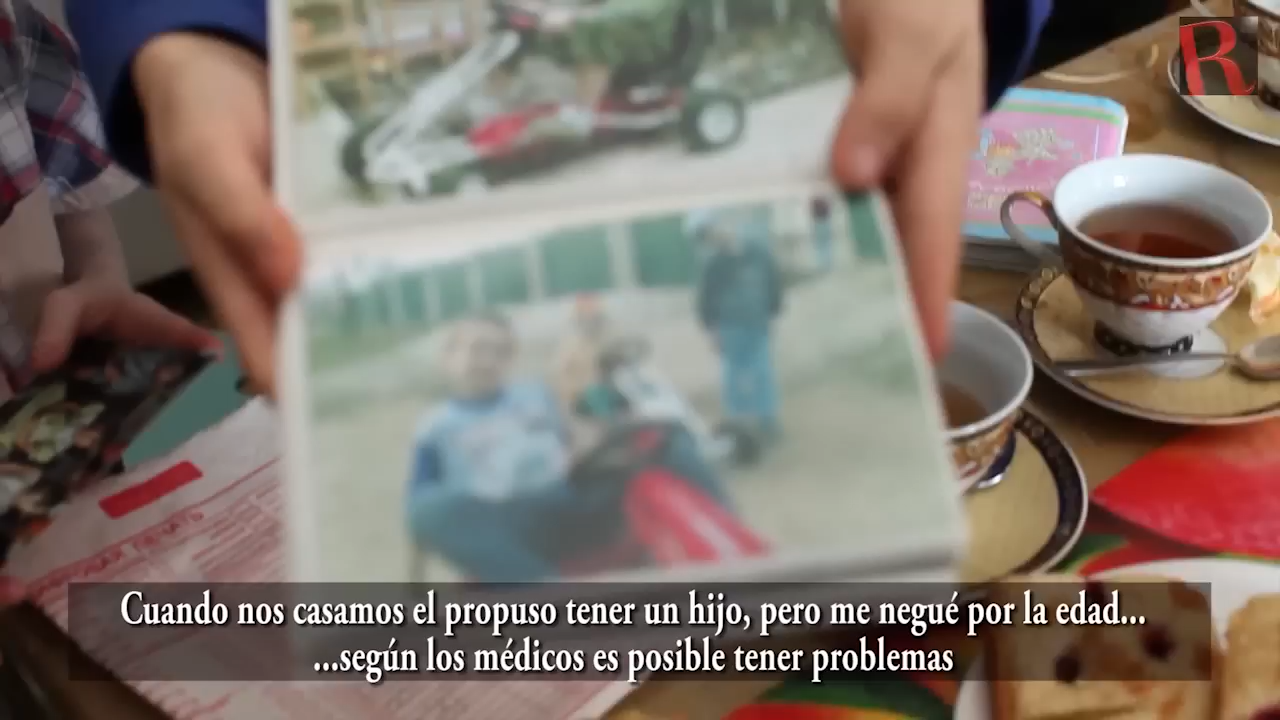 R
Cuando nos casamos el propuso tener un hijo, pero me negué por la edad...
...según los médicos es posible tener problemas